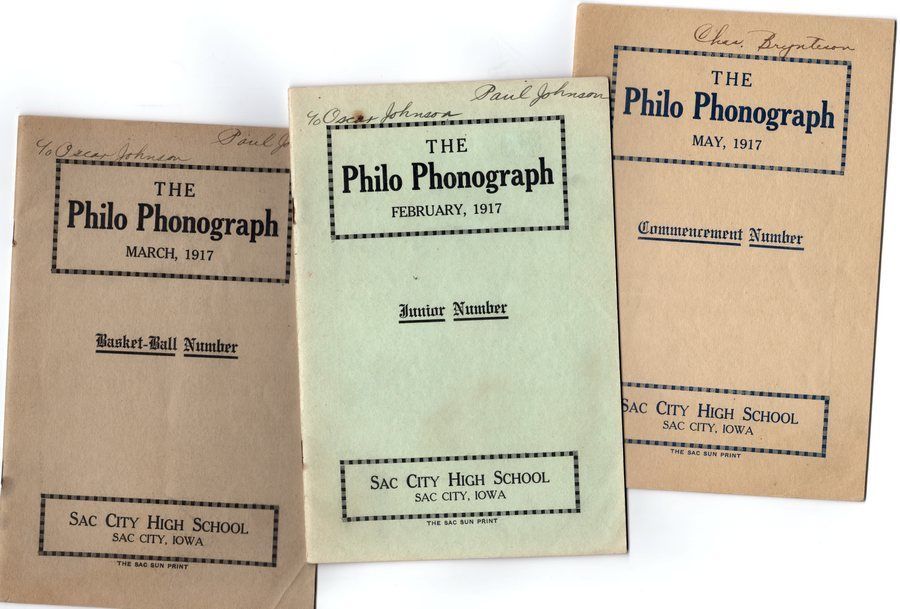 Paul Jo
c/o Oscar Johnson
THE
Philo Phonograph
MARCH, 1917
Basket-Ball Number
SAC CITY HIGH SCHOOL
SAC CITY, IOWA
THE SAC SUN PRINT
Paul Johnson
c/o Oscar Johnson
THE
Philo Phonograph
FEBRUARY, 1917
Junior Number
SAC CITY HIGH SCHOOL
SAC CITY, IOWA
THE SAC SUN PRINT
Chas. Brynteson
THE
Philo Phonograph
MAY, 1917
Commencement Number
SAC CITY HIGH SCHOOL
SAC CITY, IOWA
THE SAC SUN PRINT